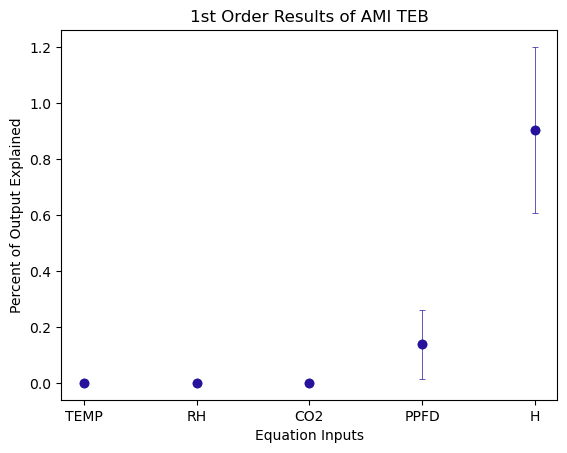 1st Order Results of AMI TEB
Percent of Output Explained
1.2
1.0
0.8
0.6
0.4
0.2
0.0
TEMP RH CO2 PPFD H
Equation Inputs